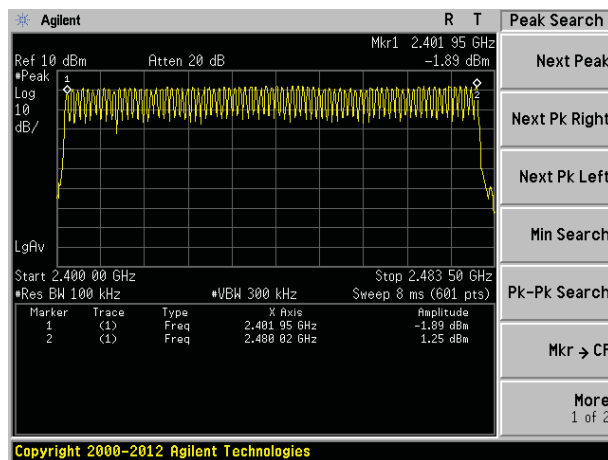 Agilent R T
Peak Search
Mkr1 2.401 95 GHz
Ref 10 dBm Atten 20 dB -1.89 dBm
#Peak
Log
10
dB/
1
2
LgAv
Start 2.400 00 GHz Stop 2.483 50 GHz
#Res BW 100 kHz #VBW 300 kHz Sweep 8 ms (601 pts)
Marker Trace Type X Axis Amplitude
1 (1) Freq 2.401 95 GHz -1.89 dBm
2 (1) Freq 2.480 02 GHz 1.25 dBm
Next Peak
Next Pk Right
Next Pk Left
Min Search
Pk-Pk Search
Mkr → CF
More
1 of 2
Copyright 2000-2012 Agilent Technologies